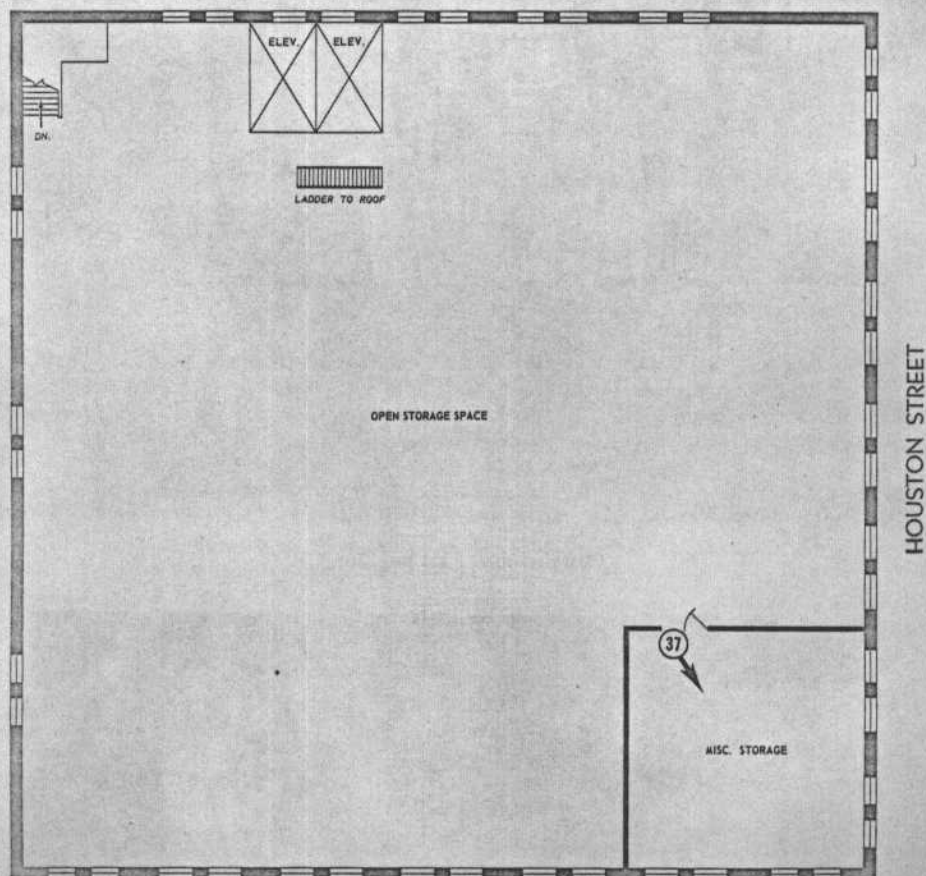 ELEV. ELEV.
DN.
LADDER TO ROOF
OPEN STORAGE SPACE
HOUSTON STREET
37
MISC. STORAGE